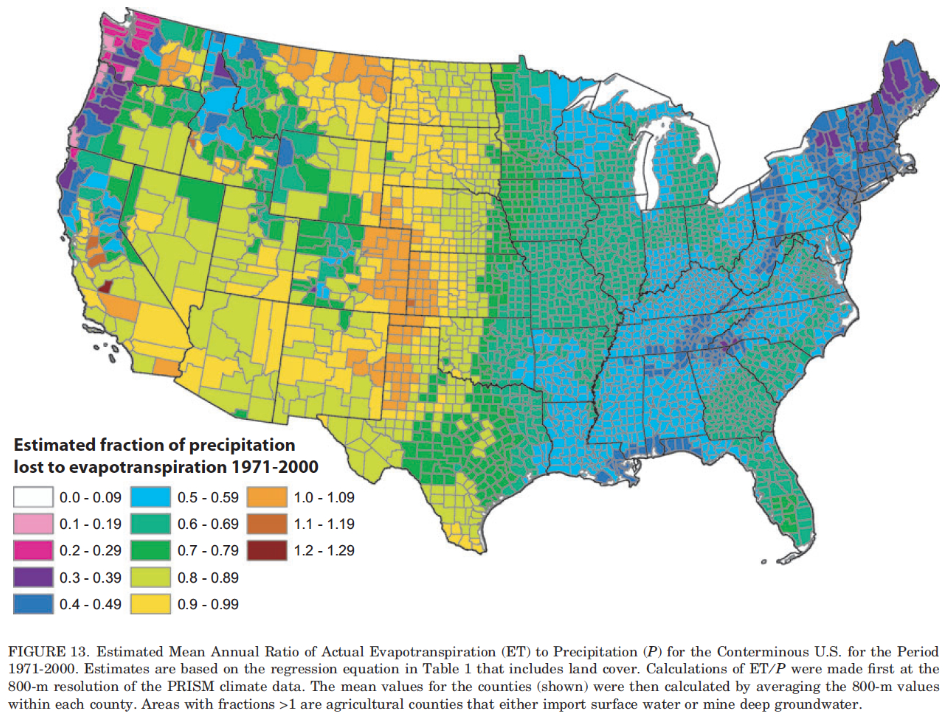 Estimated fraction of precipitation
lost to evapotranspiration 1971-2000
0.0 - 0.09
0.1 - 0.19
0.2 - 0.29
0.3 - 0.39
0.4 - 0.49
0.5 - 0.59
0.6 - 0.69
0.7 - 0.79
0.8 - 0.89
0.9 - 0.99
1.0 - 1.09
1.1 - 1.19
1.2 - 1.29
FIGURE 13. Estimated Mean Annual Ratio of Actual Evapotranspiration (ET) to Precipitation (P) for the Conterminous U.S. for the Period
1971-2000. Estimates are based on the regression equation in Table 1 that includes land cover. Calculations of ET/P were made first at the
800-m resolution of the PRISM climate data. The mean values for the counties (shown) were then calculated by averaging the 800-m values
within each county. Areas with fractions >1 are agricultural counties that either import surface water or mine deep groundwater.